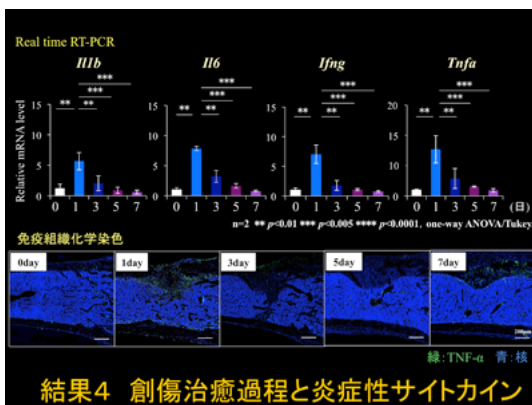 Real time RT-PCR
Il1b Il6 Ifng Tnfa
** *** *** **
** *** *** **
** *** *** **
** *** *** **
Relative mRNA level
15 10 5 0
15 10 5 0
15 10 5 0
20 15 10 5 0
0 1 3 5 7 0 1 3 5 7 0 1 3 5 7 0 1 3 5 7 (日)
n=2 ** p<0.01 *** p<0.005 **** p<0.0001, one-way ANOVA/Tukey
免疫組織化学染色
0day 1day 3day 5day 7day
200μm
緑:TNF-α 青:核
結果4 創傷治癒過程と炎症性サイトカイン